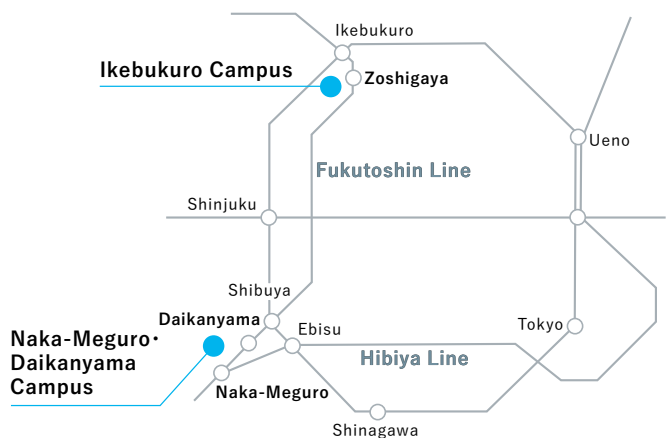 Ikebukuro
Ikebukuro Campus
Zoshigaya
Ueno
Fukutoshin Line
Shinjuku
Shibuya
Daikanyama
Ebisu
Tokyo
Naka-Meguro・
Daikanyama
Campus
Hibiya Line
Naka-Meguro
Shinagawa